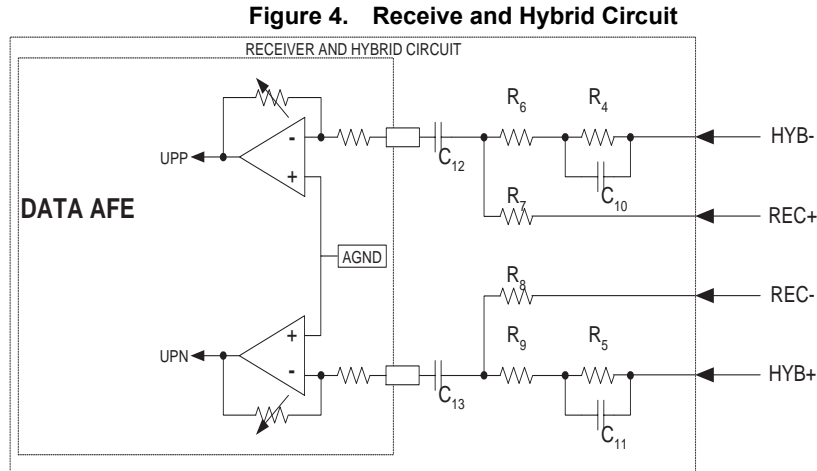 Figure 4. Receive and Hybrid Circuit
RECEIVER AND HYBRID CIRCUIT
R6 R4
-
HYB-
UPP
C12
+
C10
DATA AFE
R7
REC+
AGND
R8
REC-
+
R9 R5
UPN
-
HYB+
C13
C11